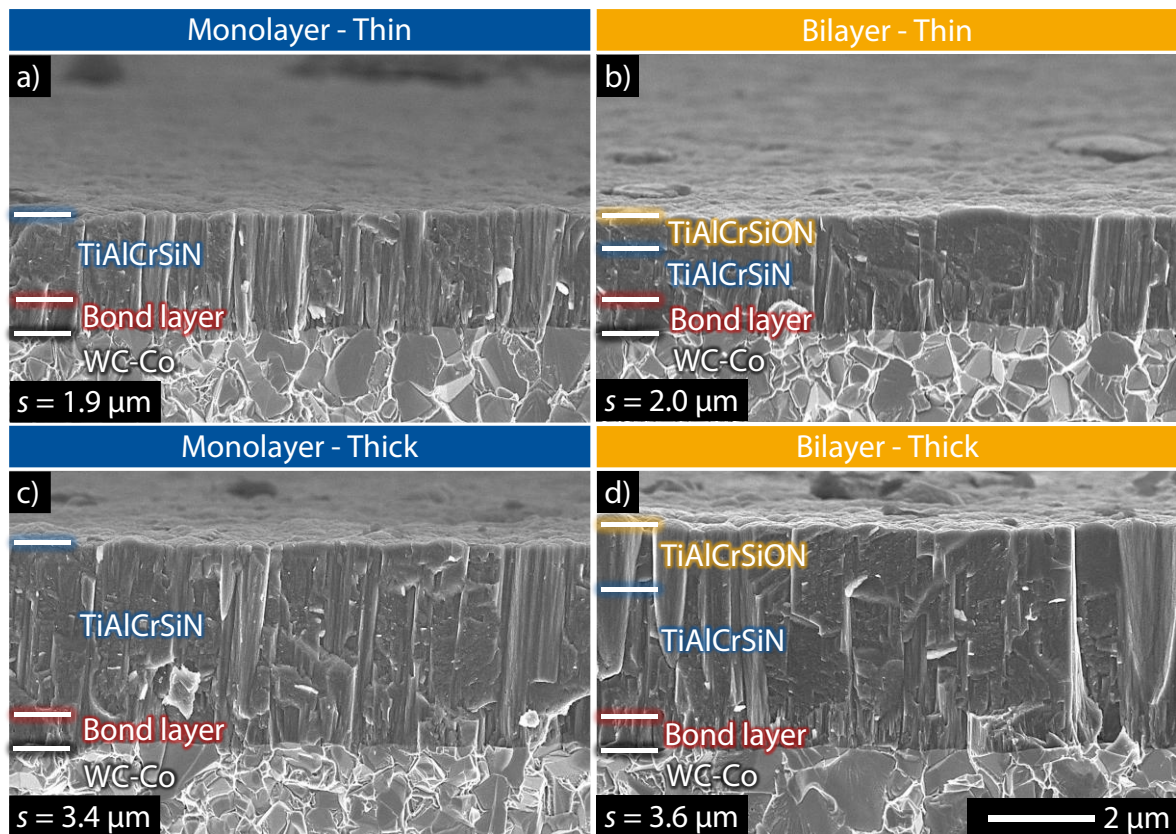 Monolayer - Thin
a)
TiAlCrSiN
Bond layer
WC-Co
s = 1.9 µm
Bilayer - Thin
b)
TiAlCrSiON
TiAlCrSiN
Bond layer
WC-Co
s = 2.0 µm
Monolayer - Thick
c)
TiAlCrSiN
Bond layer
WC-Co
s = 3.4 µm
Bilayer - Thick
d)
TiAlCrSiON
TiAlCrSiN
Bond layer
WC-Co
s = 3.6 µm
2 µm